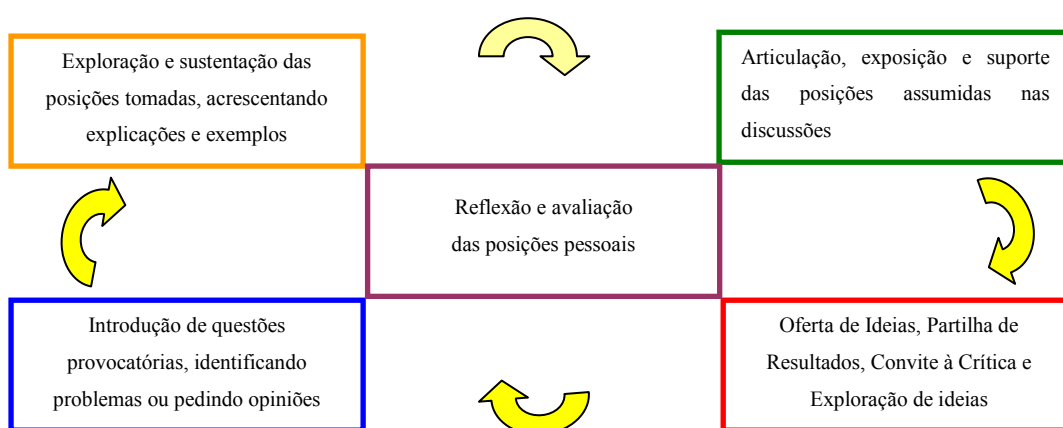 Exploração e sustentação das
posições tomadas, acrescentando
explicações e exemplos
Articulação, exposição e suporte
das posições assumidas nas
discussões
Reflexão e avaliação
das posições pessoais
Introdução de questões
provocatórias, identificando
problemas ou pedindo opiniões
Oferta de Ideias, Partilha de
Resultados, Convite à Crítica e
Exploração de ideias